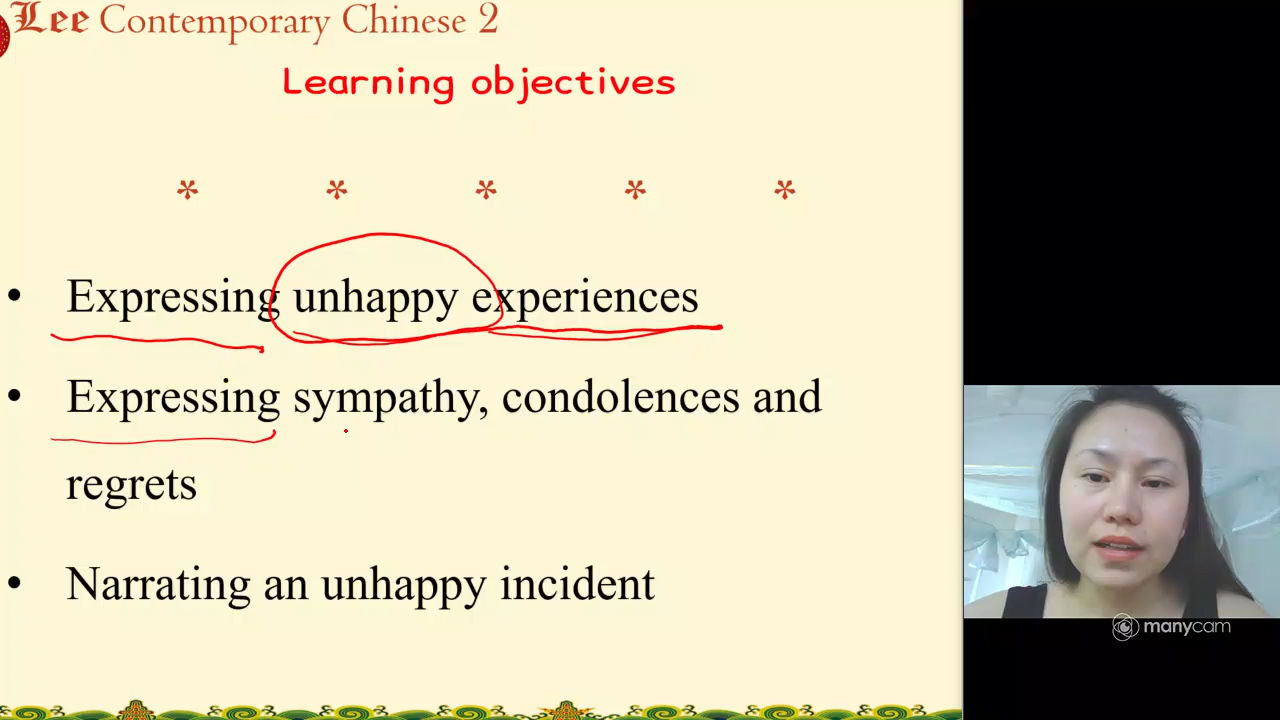 Lee Contemporary Chinese 2
Learning objectives
* * * * *
• Expressing unhappy experiences
• Expressing sympathy, condolences and
regrets
• Narrating an unhappy incident
manycam